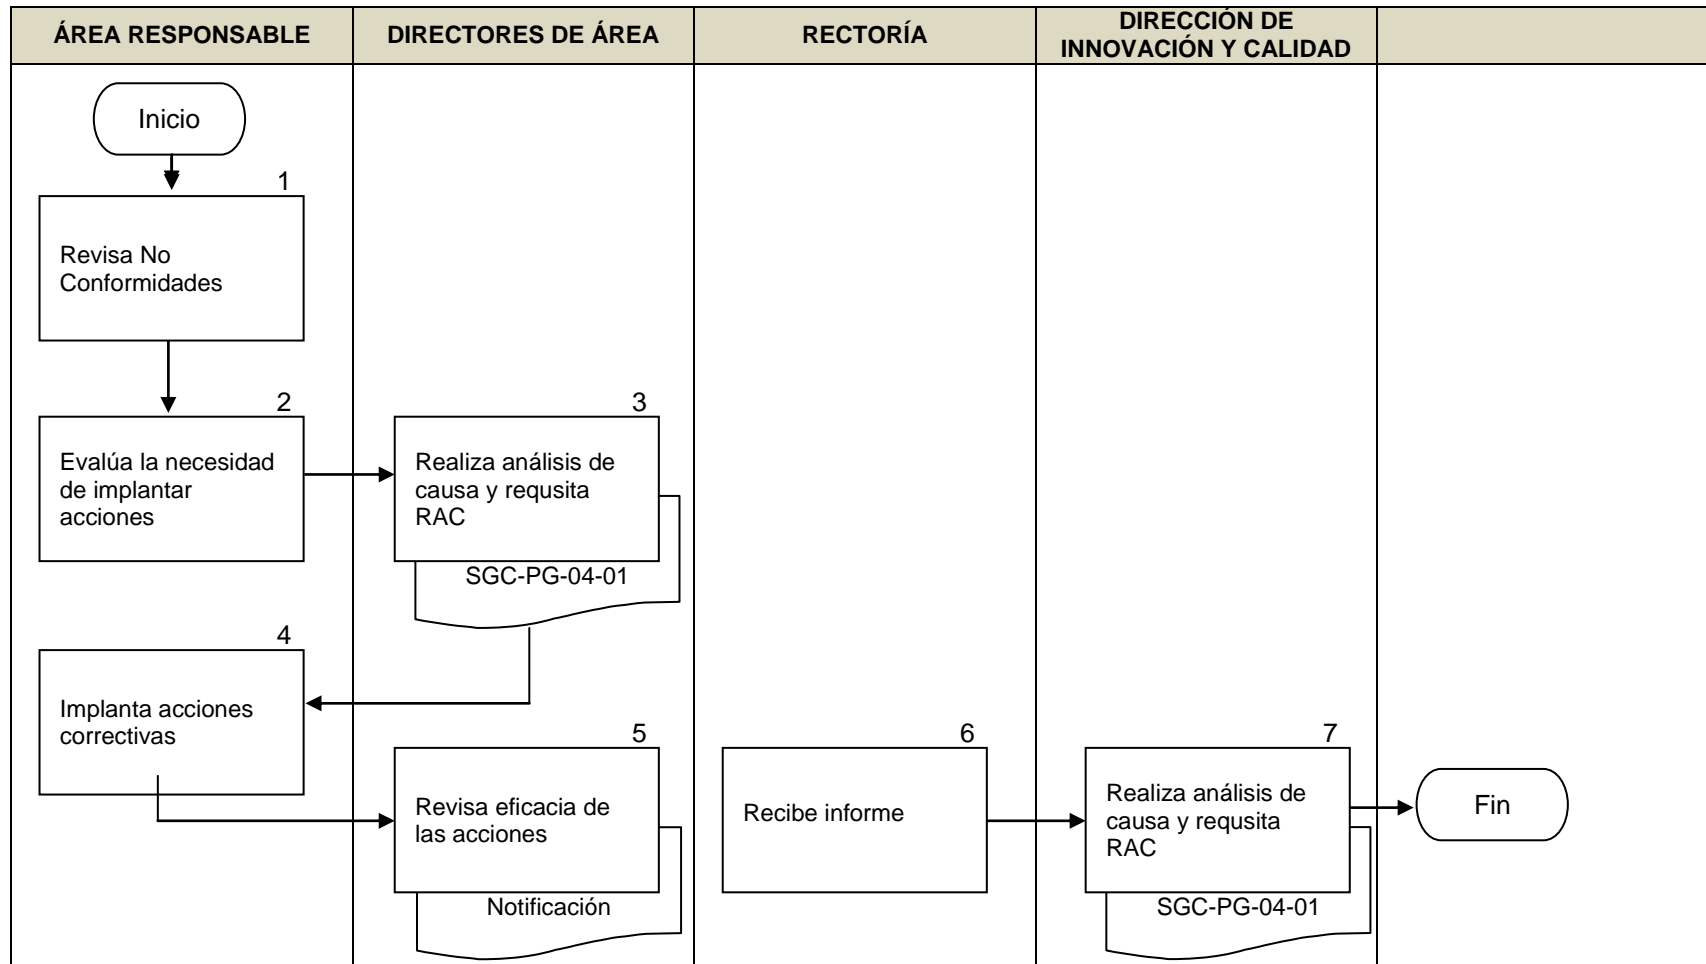 ÁREA RESPONSABLE
DIRECTORES DE ÁREA
RECTORÍA
DIRECCIÓN DE
INNOVACIÓN Y CALIDAD
Inicio
1
Revisa No
Conformidades
2
Evalúa la necesidad
de implantar
acciones
3
Realiza análisis de
causa y requsita
RAC
SGC-PG-04-01
4
Implanta acciones
correctivas
5
Revisa eficacia de
las acciones
Notificación
6
Recibe informe
7
Realiza análisis de
causa y requsita
RAC
SGC-PG-04-01
Fin